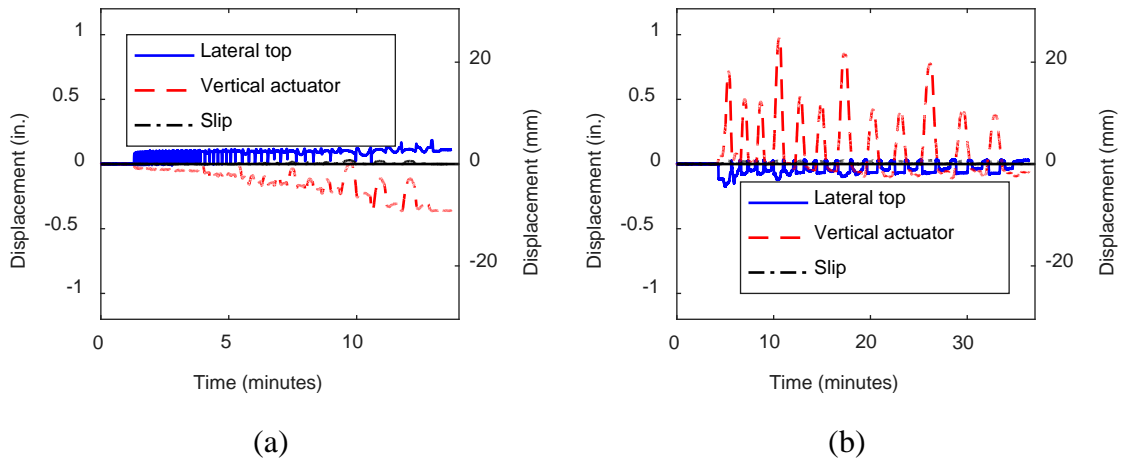 1
0.5
0
-0.5
-1
Displacement (in.)
20
0
-20
Displacement (mm)
Lateral top
Vertical actuator
Slip
0
5
10
Time (minutes)
(a)
1
0.5
0
-0.5
-1
Displacement (in.)
20
0
-20
Displacement (mm)
Lateral top
Vertical actuator
Slip
0
10
20
30
Time (minutes)
(b)